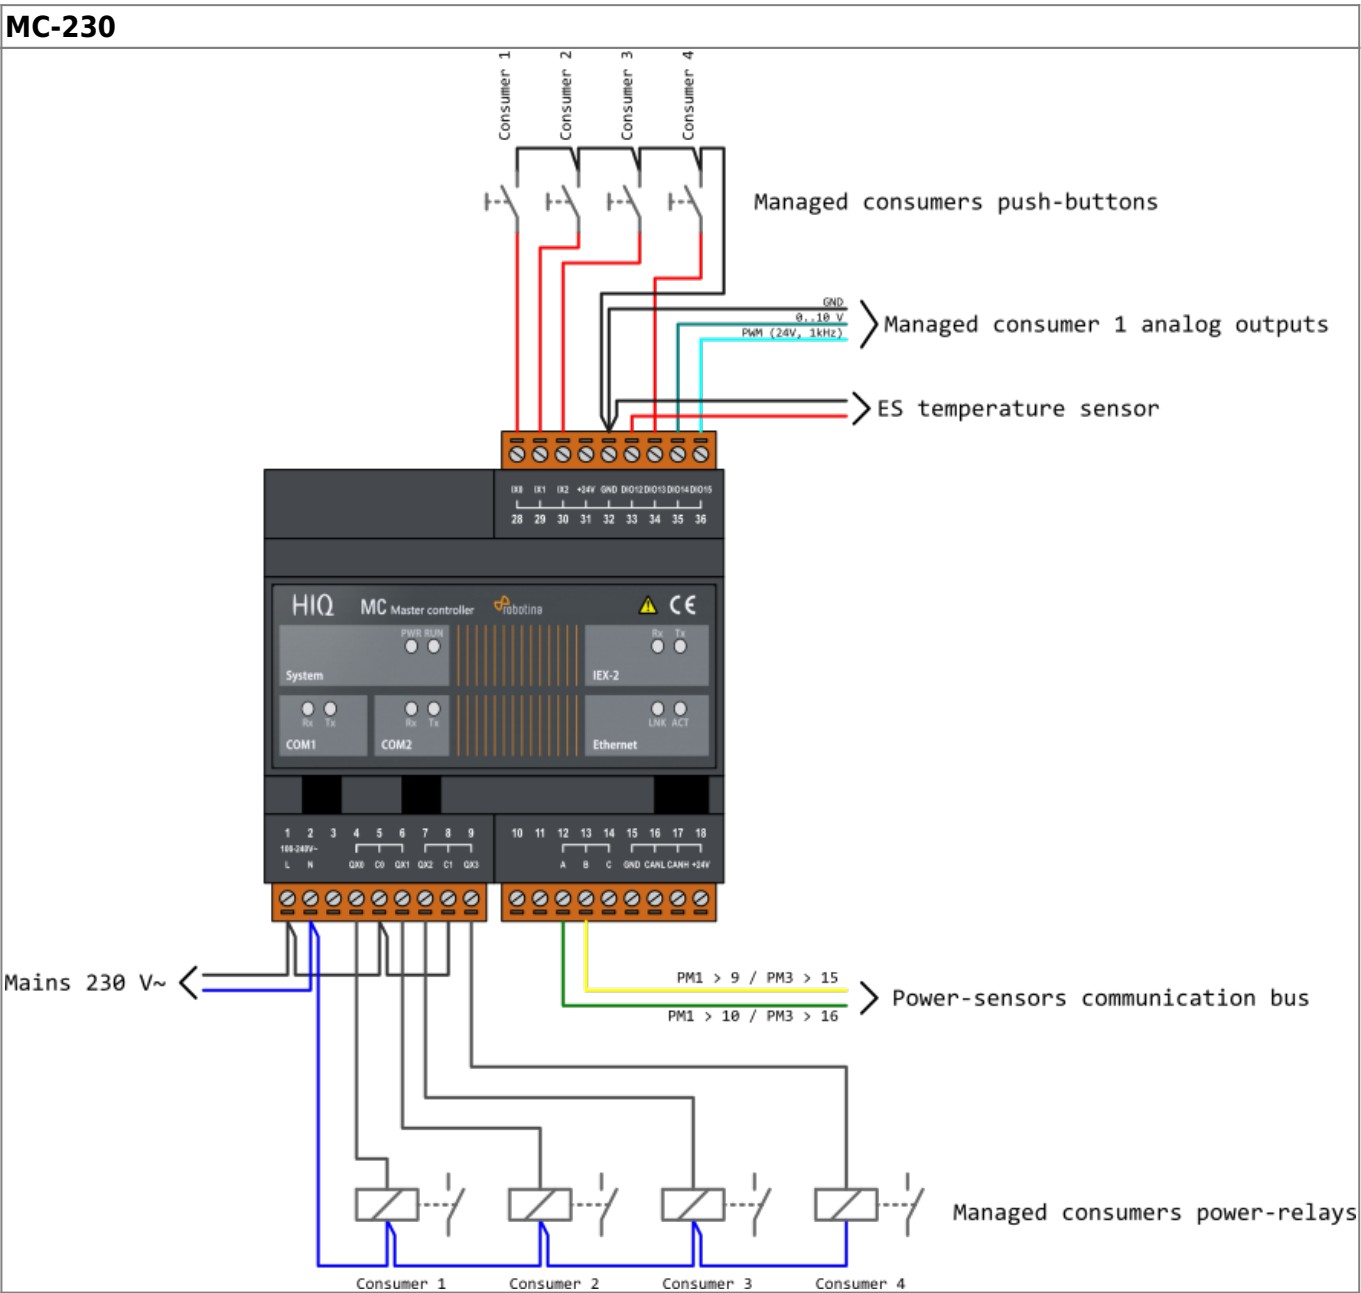 MC-230
Consumer 1
Consumer 2
Consumer 3
Consumer 4
Managed consumers push-buttons
GND
0..10 V
PWM (24V, 1kHz)
Managed consumer 1 analog outputs
ES temperature sensor
IX0 IX1 IX2 +24V GND DIO12 DIO13 DIO14 DIO15
28 29 30 31 32 33 34 35 36
HIQ MC Master controller robotina CE
PWR RUN
System
Rx Tx
IEX-2
Rx Tx
COM1
Rx Tx
COM2
LNK ACT
Ethernet
1 2 3 4 5 6 7 8 9
100-240V~
L N QX0 C0 QX1 QX2 C1 QX3
10 11 12 13 14 15 16 17 18
A B C GND CANL CANH +24V
Mains 230 V~
PM1 > 9 / PM3 > 15
PM1 > 10 / PM3 > 16
Power-sensors communication bus
Managed consumers power-relays
Consumer 1
Consumer 2
Consumer 3
Consumer 4